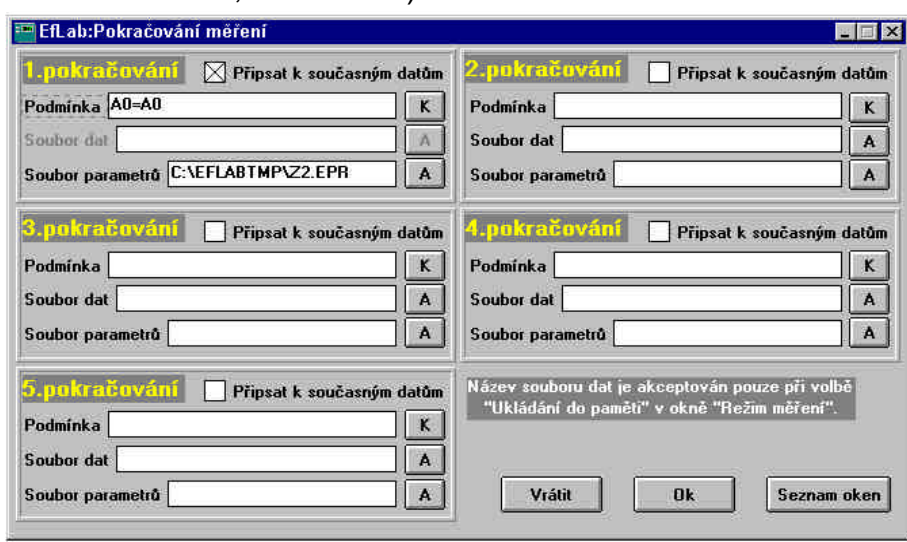 EfLab:Pokračování měření
1.pokračování Připsat k současným datům
Podmínka A0=A0 K
Soubor dat A
Soubor parametrů C:\EFLABTMP\Z2.EPR A
2.pokračování Připsat k současným datům
Podmínka K
Soubor dat A
Soubor parametrů A
3.pokračování Připsat k současným datům
Podmínka K
Soubor dat A
Soubor parametrů A
4.pokračování Připsat k současným datům
Podmínka K
Soubor dat A
Soubor parametrů A
5.pokračování Připsat k současným datům
Podmínka K
Soubor dat A
Soubor parametrů A
Název souboru dat je akceptován pouze při volbě
"Ukládání do paměti" v okně "Režim měření".
Vrátit Ok Seznam oken